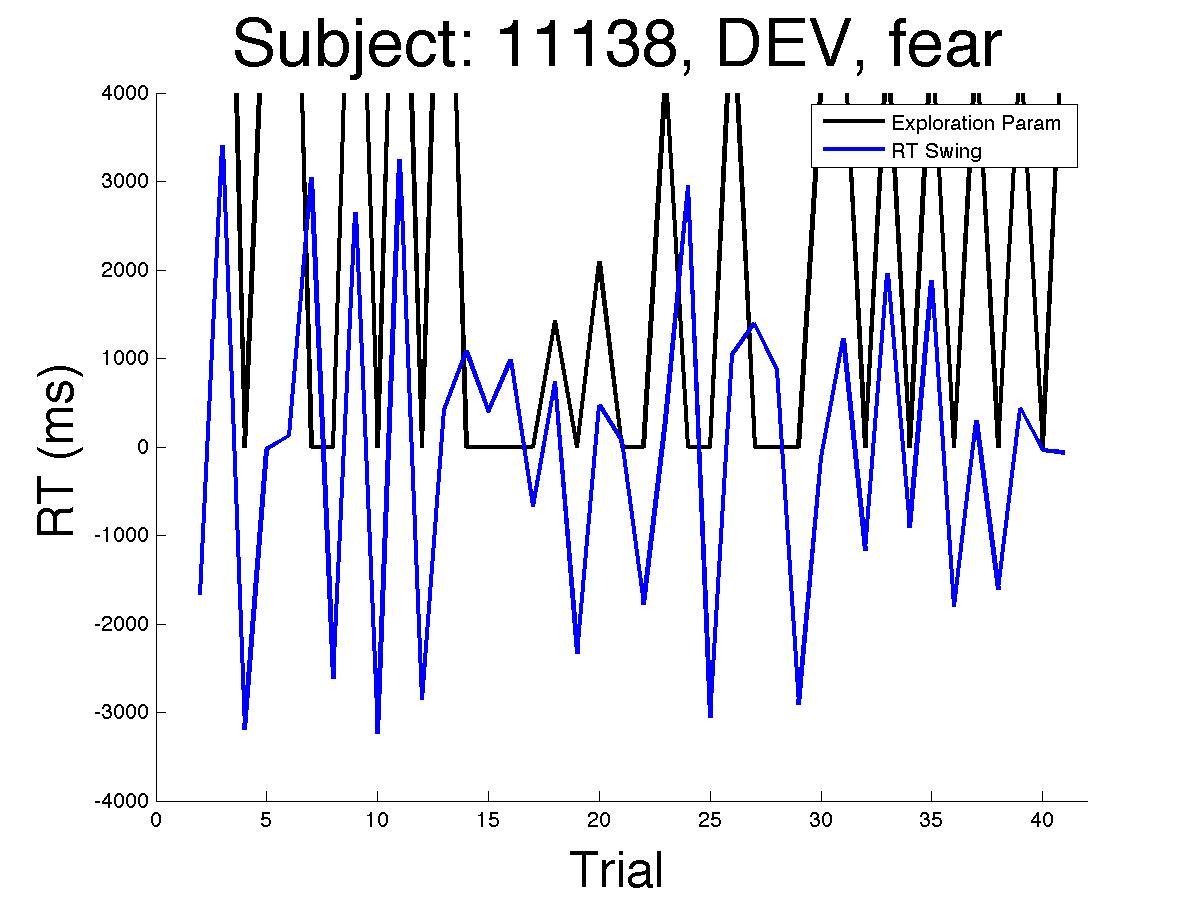 Subject: 11138, DEV, fear
Exploration Param
RT Swing
4000
3000
2000
1000
0
-1000
-2000
-3000
-4000
RT (ms)
0 5 10 15 20 25 30 35 40
Trial